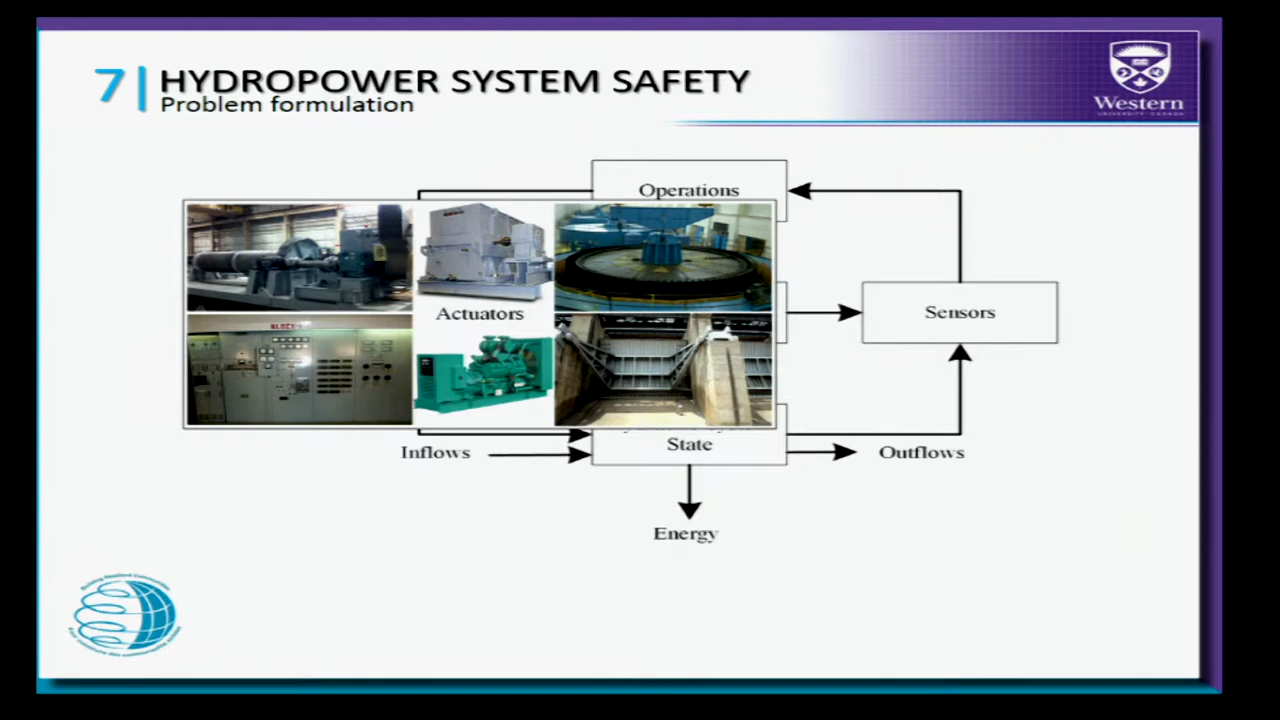 7| HYDROPOWER SYSTEM SAFETY
Problem formulation
Western
UNIVERSITY · CANADA
Operations
Actuators
Sensors
State
Inflows
Outflows
Energy